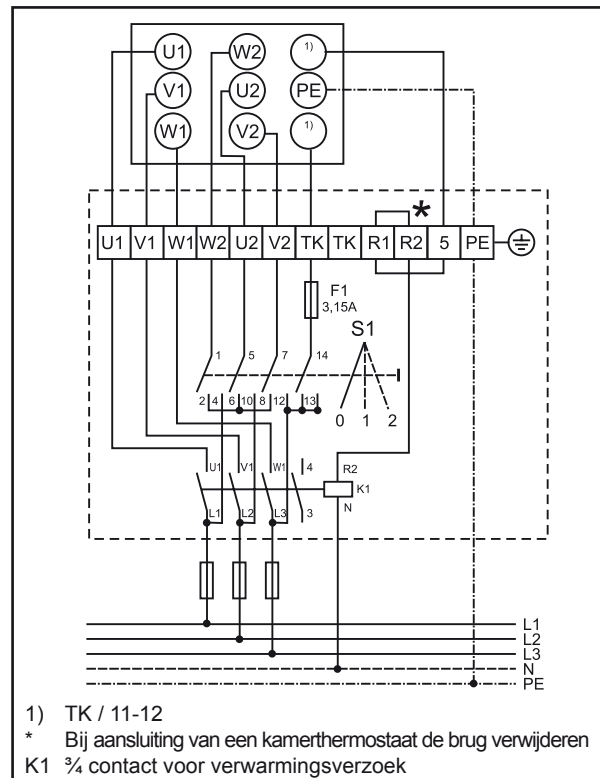 U1 W2 1)
V1 U2 PE
W1 V2 1)
*
U1 V1 W1 W2 U2 V2 TK TK R1 R2 5 PE
F1
3,15A
S1
1 5 7 14
2 4 6 10 8 12 13
0 1 2
U1 V1 W1 4 R2
K1
L1 L2 L3 3 N
L1
L2
L3
N
PE
1) TK / 11-12
* Bij aansluiting van een kamerthermostaat de brug verwijderen
K1 ¾ contact voor verwarmingsverzoek